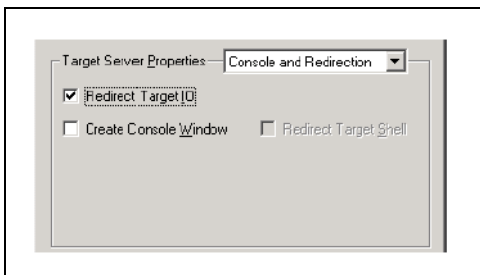 Target Server Properties Console and Redirection
Redirect Target IO
Create Console Window Redirect Target Shell